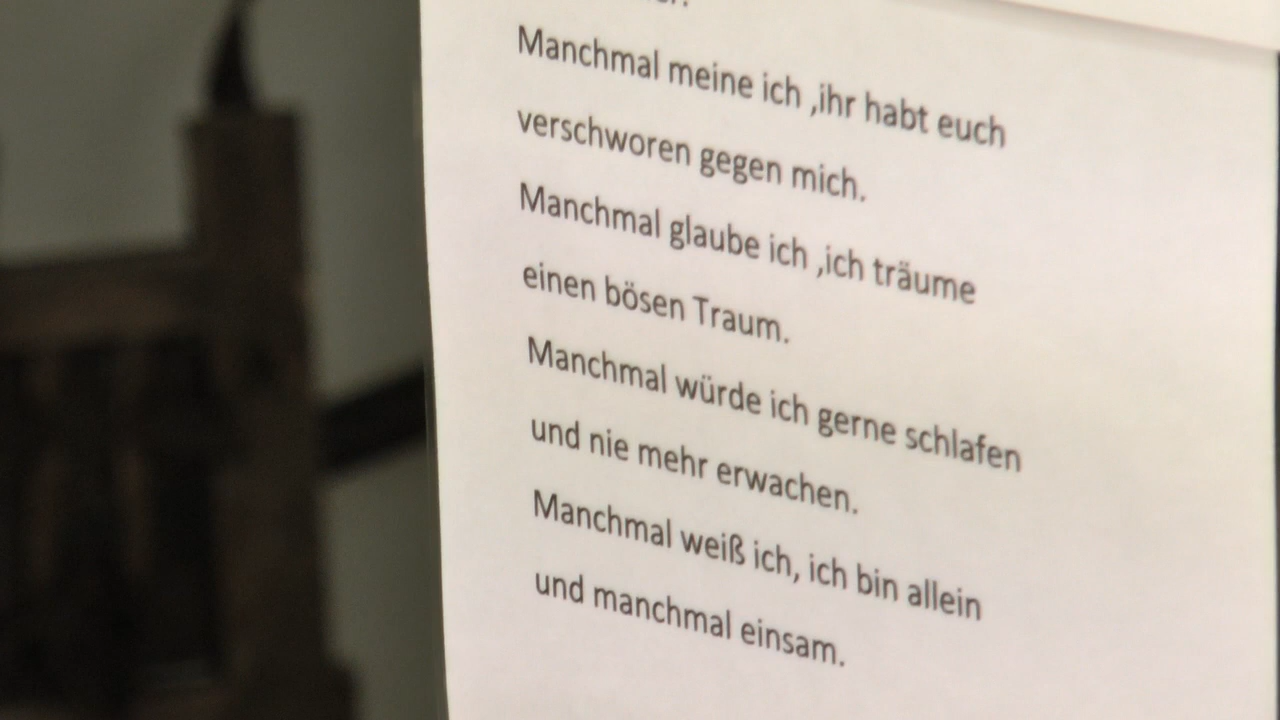 Manchmal meine ich ,ihr habt euch
verschworen gegen mich.
Manchmal glaube ich ,ich träume
einen bösen Traum.
Manchmal würde ich gerne schlafen
und nie mehr erwachen.
Manchmal weiß ich, ich bin allein
und manchmal einsam.